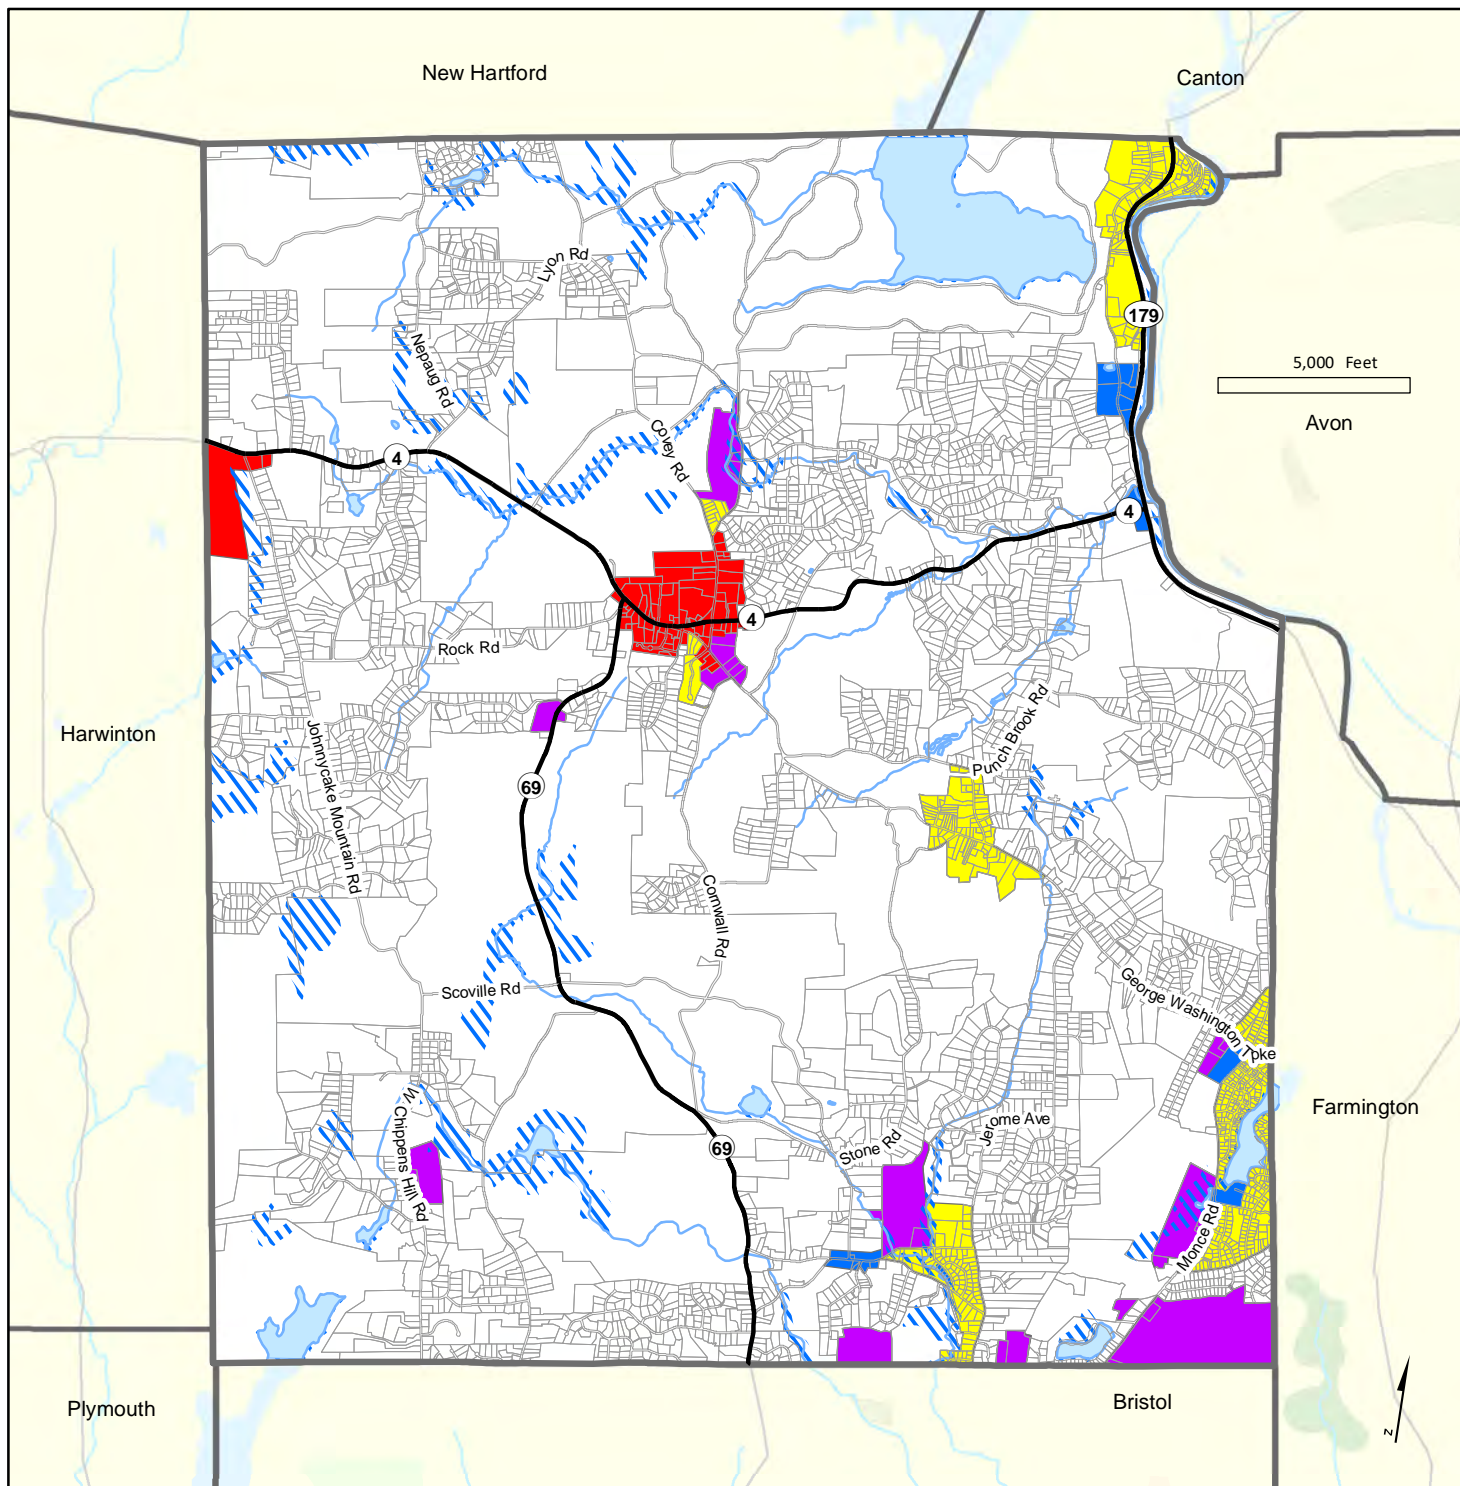 New Hartford
Canton
Lyon Rd
179
Nepaug Rd
5,000 Feet
Avon
Covey Rd
4
4
4
Rock Rd
Punch Brook Rd
Harwinton
Johnnycake Mountain Rd
69
Cornwall Rd
Scoville Rd
George Washington Tpke
W Chippens Hill Rd
Farmington
Jerome Ave
Stone Rd
69
Monce Rd
Plymouth
Bristol
N